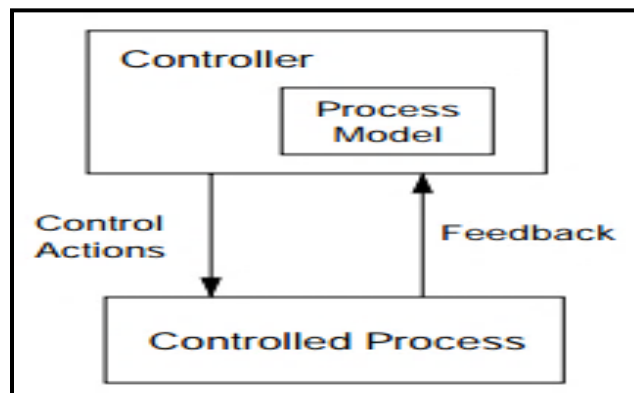 Controller
Process
Model
Control
Actions
Feedback
Controlled Process